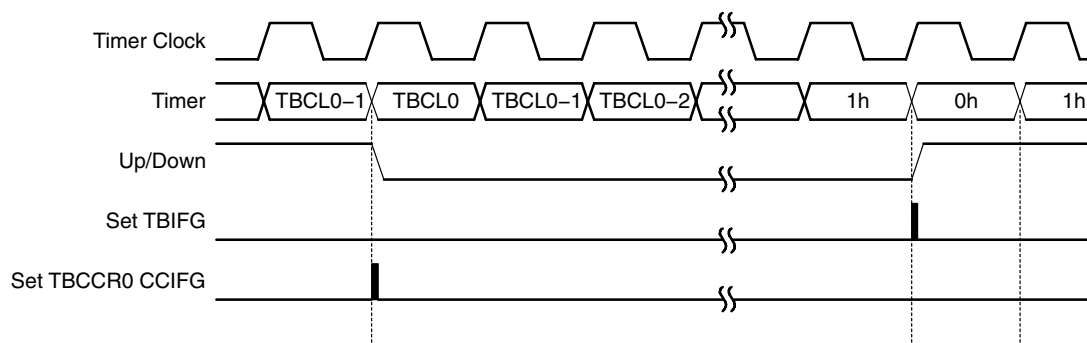 Timer Clock
Timer TBCL0−1 TBCL0 TBCL0−1 TBCL0−2 1h 0h 1h
Up/Down
Set TBIFG
Set TBCCR0 CCIFG